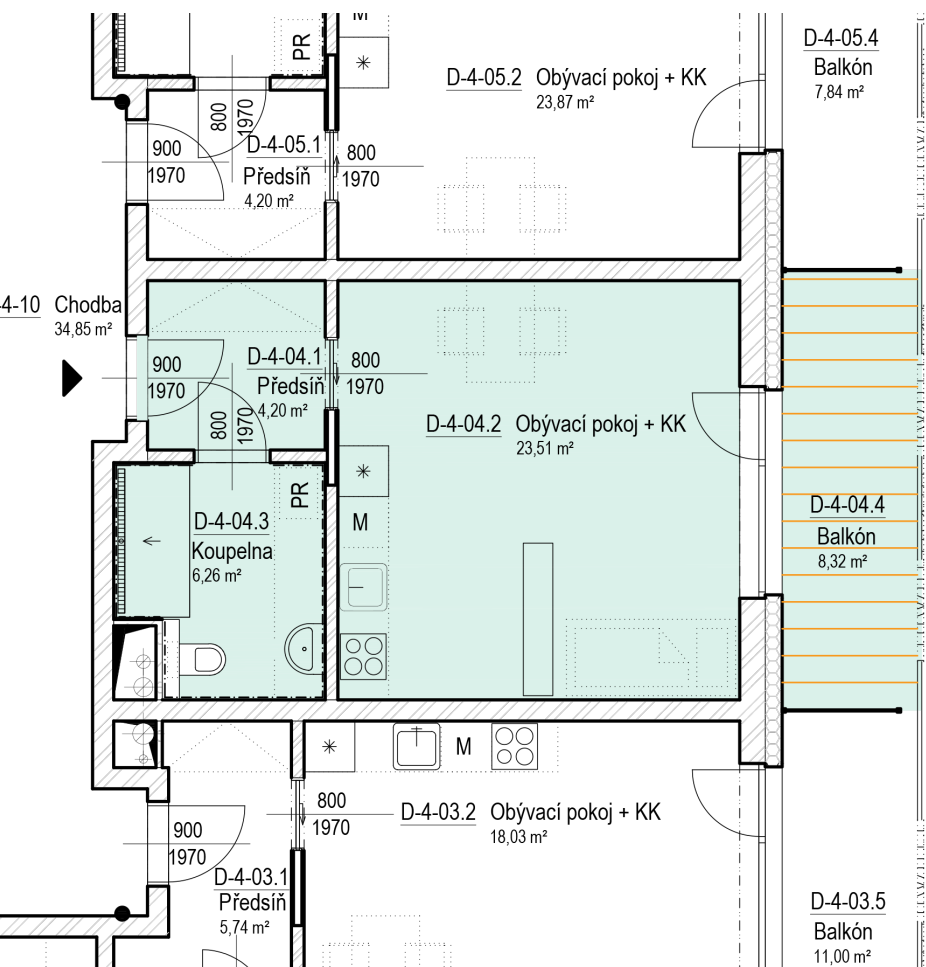 M
PR
D-4-05.4
Balkón
7,84 m²
D-4-05.2 Obývací pokoj + KK
23,87 m²
800
1970
900
1970
D-4-05.1
Předsíň
4,20 m²
800
1970
4-10 Chodba
34,85 m²
900
1970
D-4-04.1
Předsíň
4,20 m²
800
1970
800
1970
D-4-04.2 Obývací pokoj + KK
23,51 m²
PR
M
D-4-04.3
Koupelna
6,26 m²
D-4-04.4
Balkón
8,32 m²
M
800
1970
D-4-03.2 Obývací pokoj + KK
18,03 m²
900
1970
D-4-03.1
Předsíň
5,74 m²
D-4-03.5
Balkón
11,00 m²